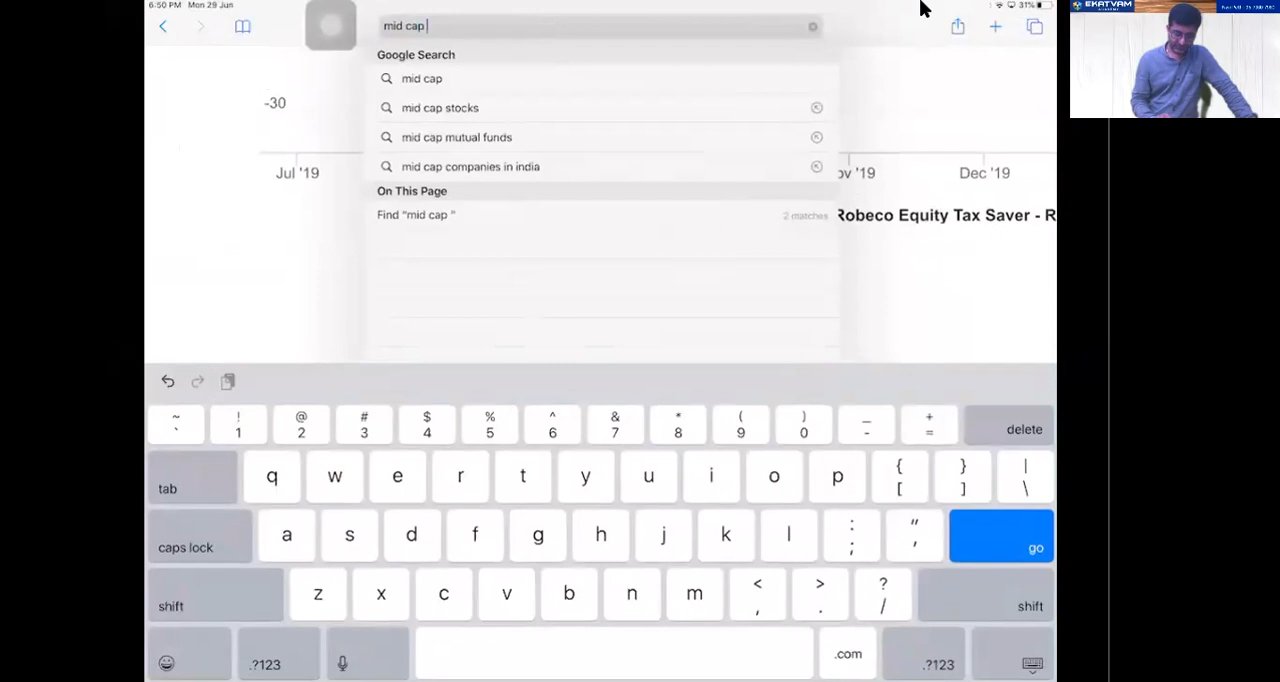 6:50 PM Mon 29 Jun
31%
EKATVAM
mid cap
Google Search
mid cap
mid cap stocks
mid cap mutual funds
mid cap companies in india
On This Page
Find "mid cap "
2 matches
-30
Jul '19
ov '19
Dec '19
Robeco Equity Tax Saver - R
~ ! @ # $ % ^ & * ( ) _ +
` 1 2 3 4 5 6 7 8 9 0 - = delete
tab q w e r t y u i o p { [ } ] | \
caps lock a s d f g h j k l : ; " ' go
shift z x c v b n m < , > . ? / shift
.?123 .com .?123